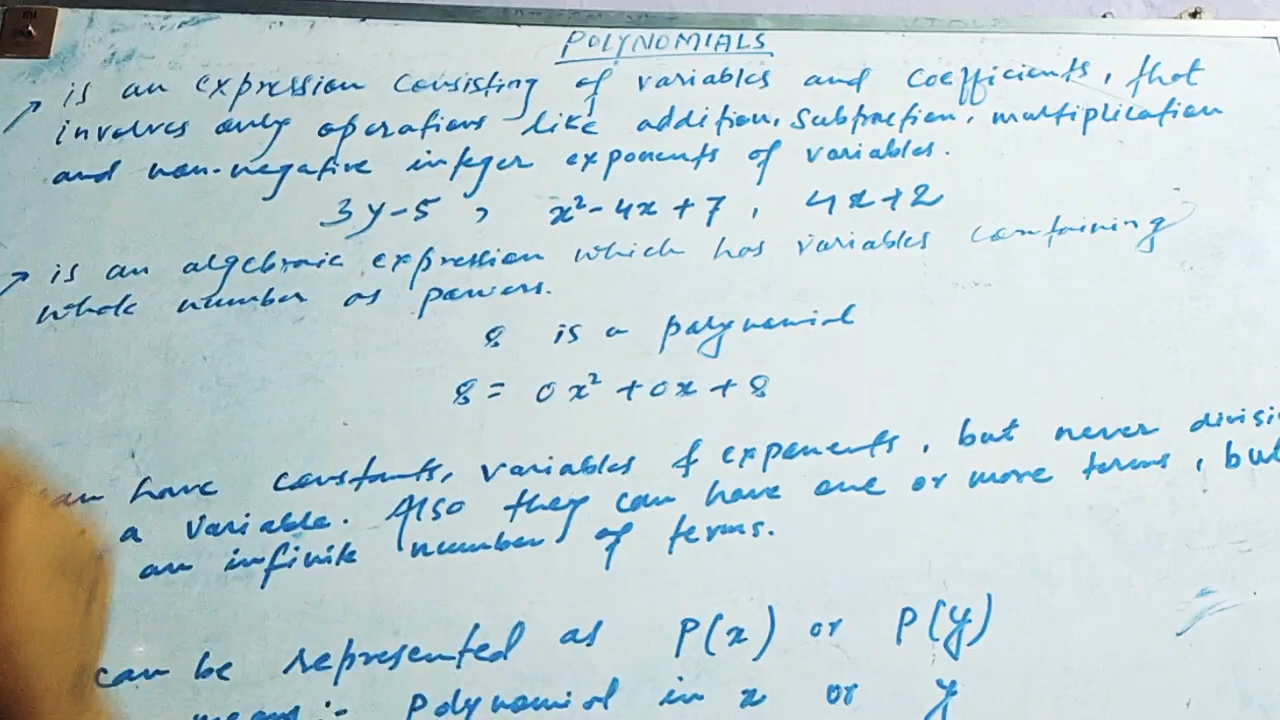 POLYNOMIALS
→ is an expression consisting of variables and coefficients, that
involves only operations like addition, subtraction, multiplication
and non-negative integer exponents of variables.
3y-5 , x²-4x+7 , 4x+2
→ is an algebraic expression which has variables containing
whole number as powers.
8 is a polynomial
8 = 0x² + 0x + 8
have constants, variables & exponents, but never
a variable. Also they can have one or more terms, but
an infinite number of terms.
can be represented as P(x) or P(y)
means :- Polynomial in x or y